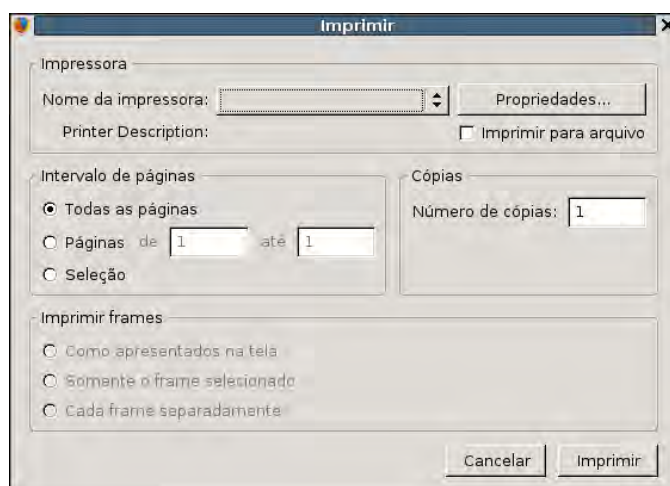 Imprimir
Impressora
Nome da impressora:
Propriedades...
Printer Description:
Imprimir para arquivo
Intervalo de páginas
Todas as páginas
Páginas de 1 até 1
Seleção
Cópias
Número de cópias: 1
Imprimir frames
Como apresentados na tela
Somente o frame selecionado
Cada frame separadamente
Cancelar
Imprimir